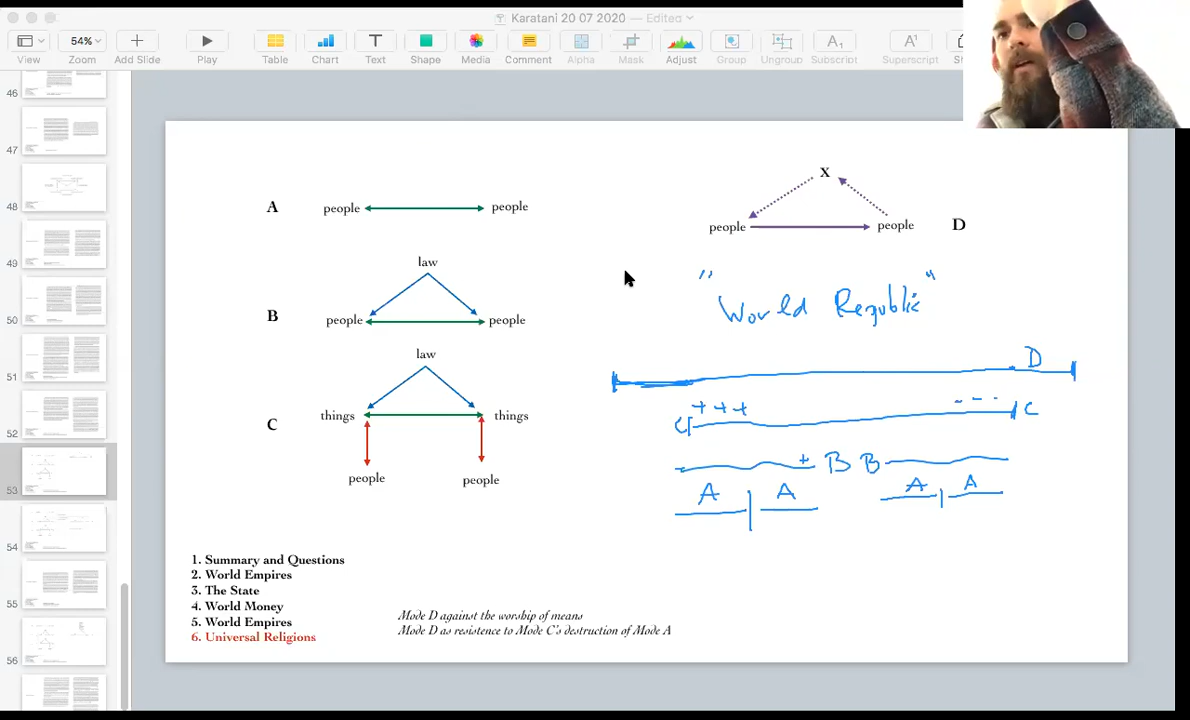 Karatani 20 07 2020 — Edited
54%
View Zoom Add Slide Play Table Chart Text Shape Media Comment Alpha Mask Adjust Group Ungroup Subscript Superscript
46
47
48
49
50
51
52
53
54
55
56
A
people people
law
B
people people
law
C
things things
people people
X
people people
D
"World Republic"
D
+ + + - - -
C C
+ B B
A A A A
1. Summary and Questions
2. World Empires
3. The State
4. World Money
5. World Empires
6. Universal Religions
Mode D against the worship of means
Mode D as resistence to Mode C's destruction of Mode A